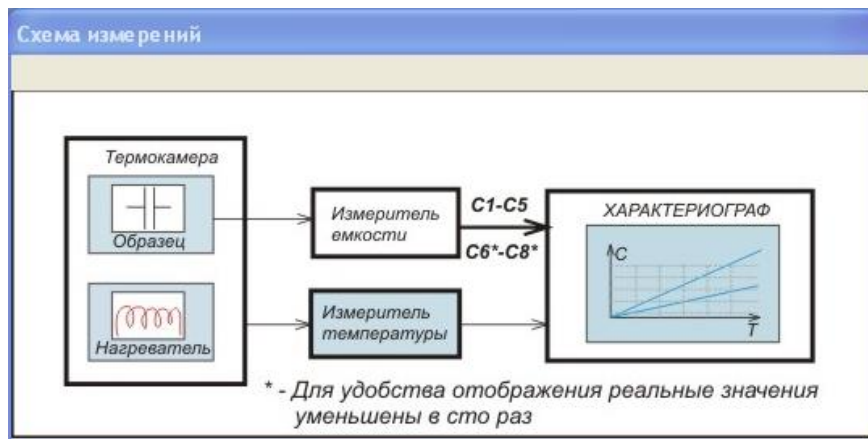 Схема измерений
Термокамера
Образец
Нагреватель
Измеритель
емкости
C1-C5
C6*-C8*
Измеритель
температуры
ХАРАКТЕРИОГРАФ
C
T
* - Для удобства отображения реальные значения
уменьшены в сто раз